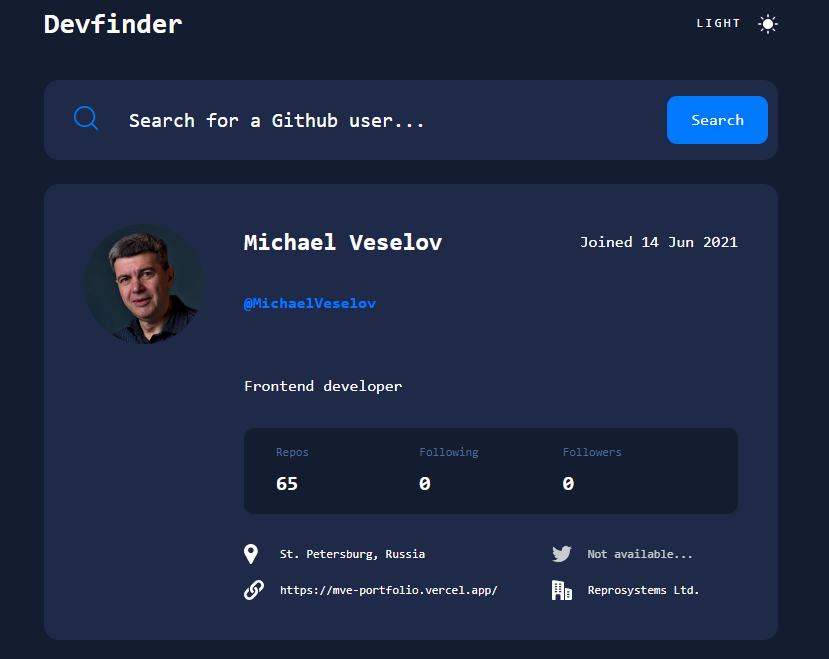 Devfinder
LIGHT
Search for a Github user...
Search
Michael Veselov
Joined 14 Jun 2021
@MichaelVeselov
Frontend developer
Repos Following Followers
65 0 0
St. Petersburg, Russia
Not available...
https://mve-portfolio.vercel.app/
Reprosystems Ltd.